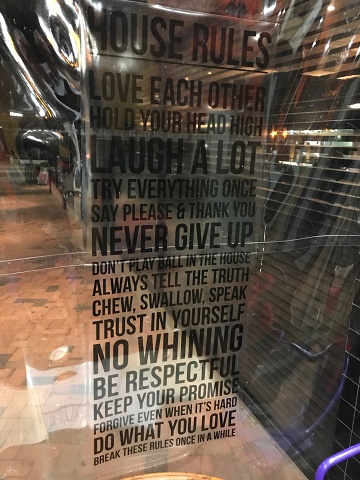 HOUSE RULES
LOVE EACH OTHER
HOLD YOUR HEAD HIGH
LAUGH A LOT
TRY EVERYTHING ONCE
SAY PLEASE & THANK YOU
NEVER GIVE UP
DON'T PLAY BALL IN THE HOUSE
ALWAYS TELL THE TRUTH
CHEW, SWALLOW, SPEAK
TRUST IN YOURSELF
NO WHINING
BE RESPECTFUL
KEEP YOUR PROMISE
FORGIVE EVEN WHEN IT'S HARD
DO WHAT YOU LOVE
BREAK THESE RULES ONCE IN A WHILE